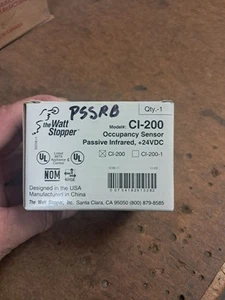 PSSRB
Qty.-1
the Watt
Stopper
Model#: CI-200
Occupancy Sensor
Passive Infrared, +24VDC
CI-200
CI-200-1
UL
UL
NOM
Designed in the USA
Manufactured in China
The Watt Stopper, Inc. Santa Clara, CA 95050 (800) 879-8585